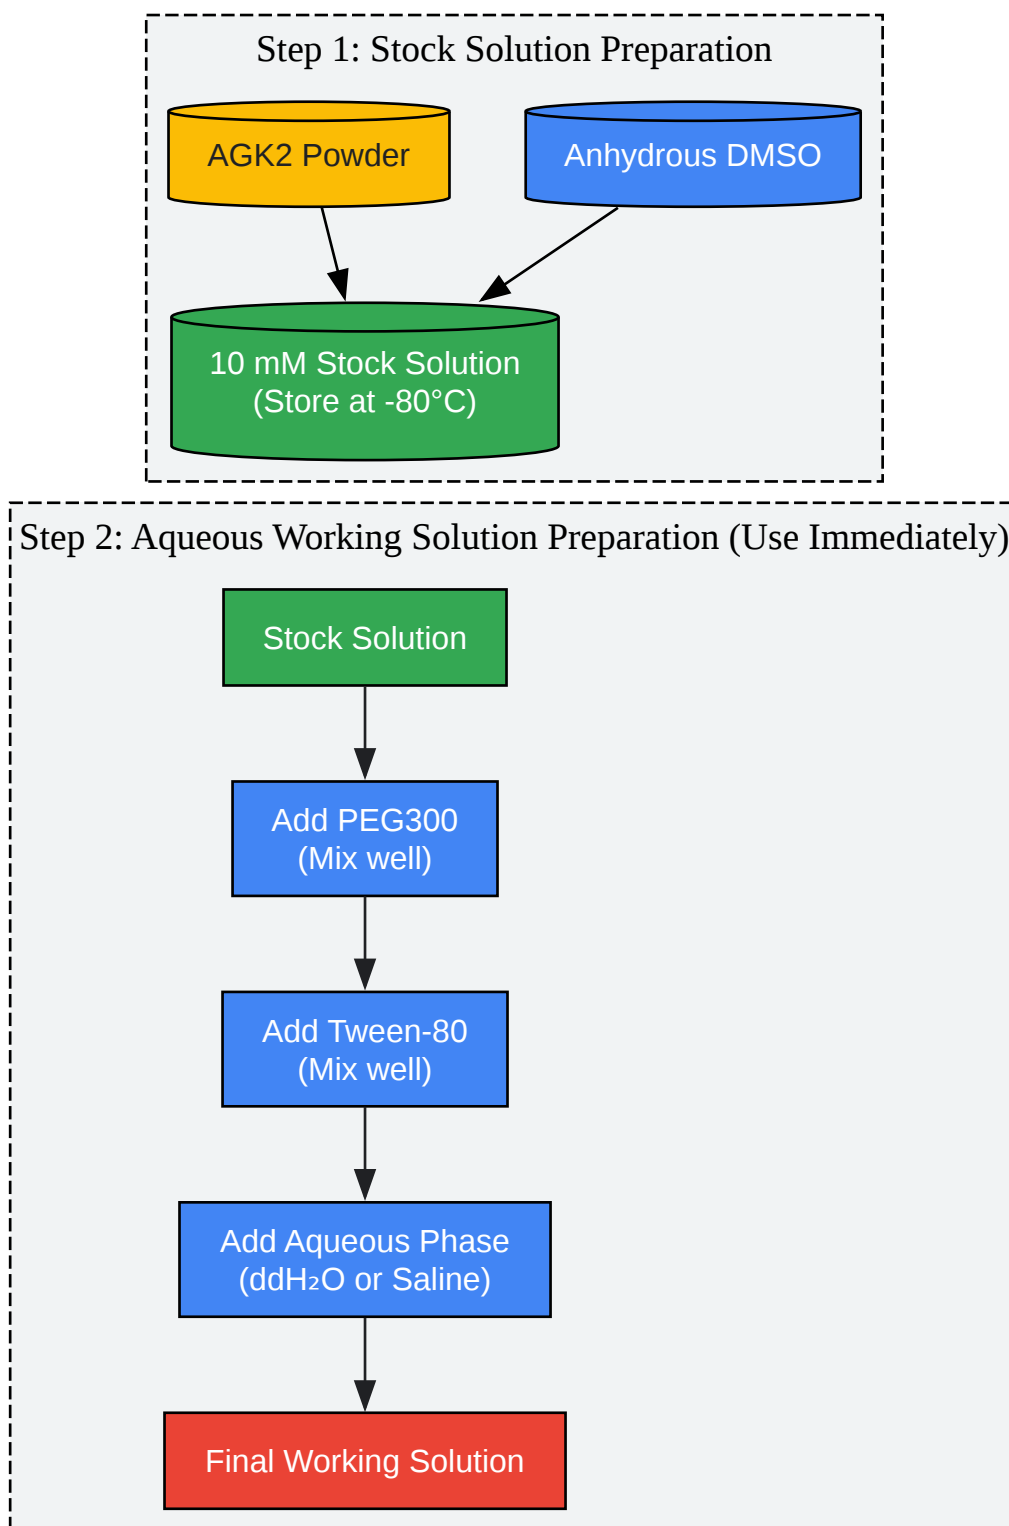 Step 1: Stock Solution Preparation
AGK2 Powder
Anhydrous DMSO
10 mM Stock Solution
(Store at -80°C)
Step 2: Aqueous Working Solution Preparation (Use Immediately)
Stock Solution
Add PEG300
(Mix well)
Add Tween-80
(Mix well)
Add Aqueous Phase
(ddH₂O or Saline)
Final Working Solution